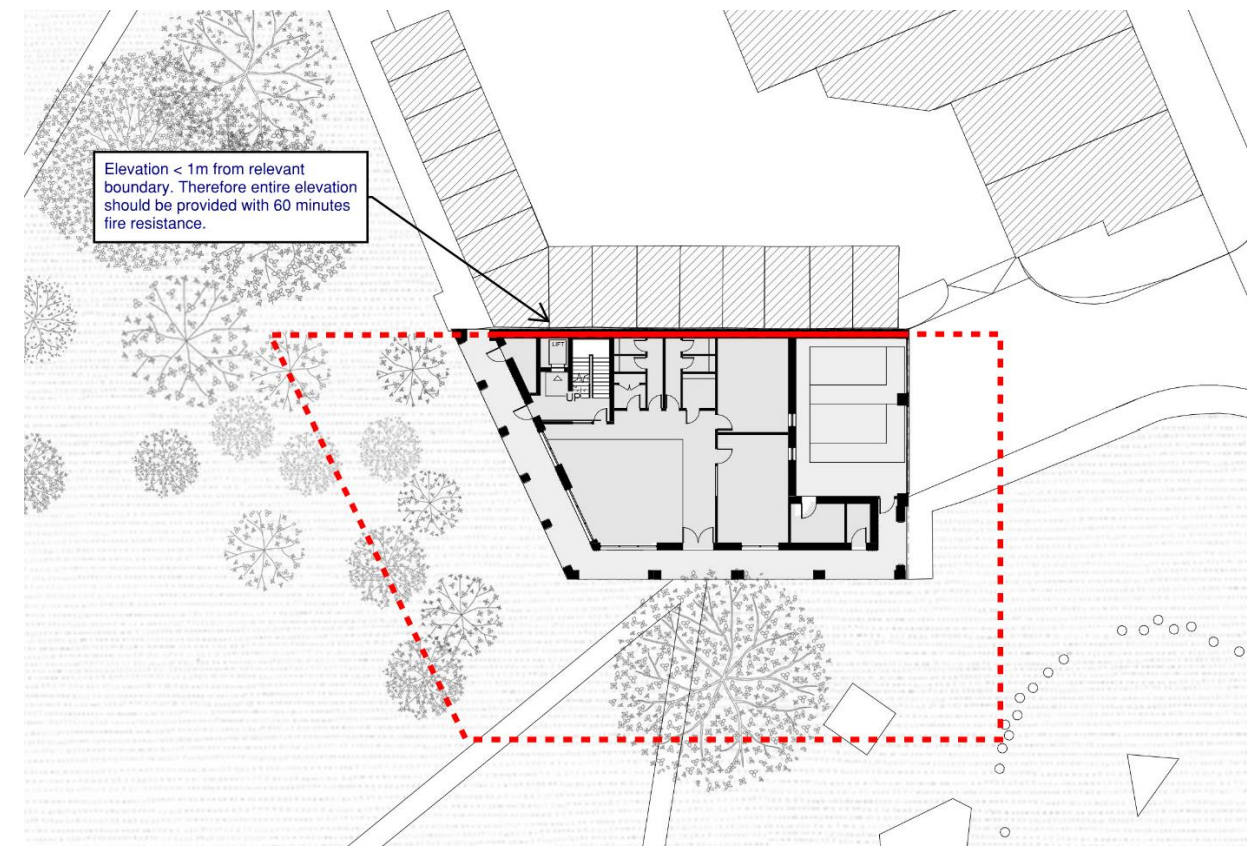 Elevation < 1m from relevant
boundary. Therefore entire elevation
should be provided with 60 minutes
fire resistance.
LIFT
UP